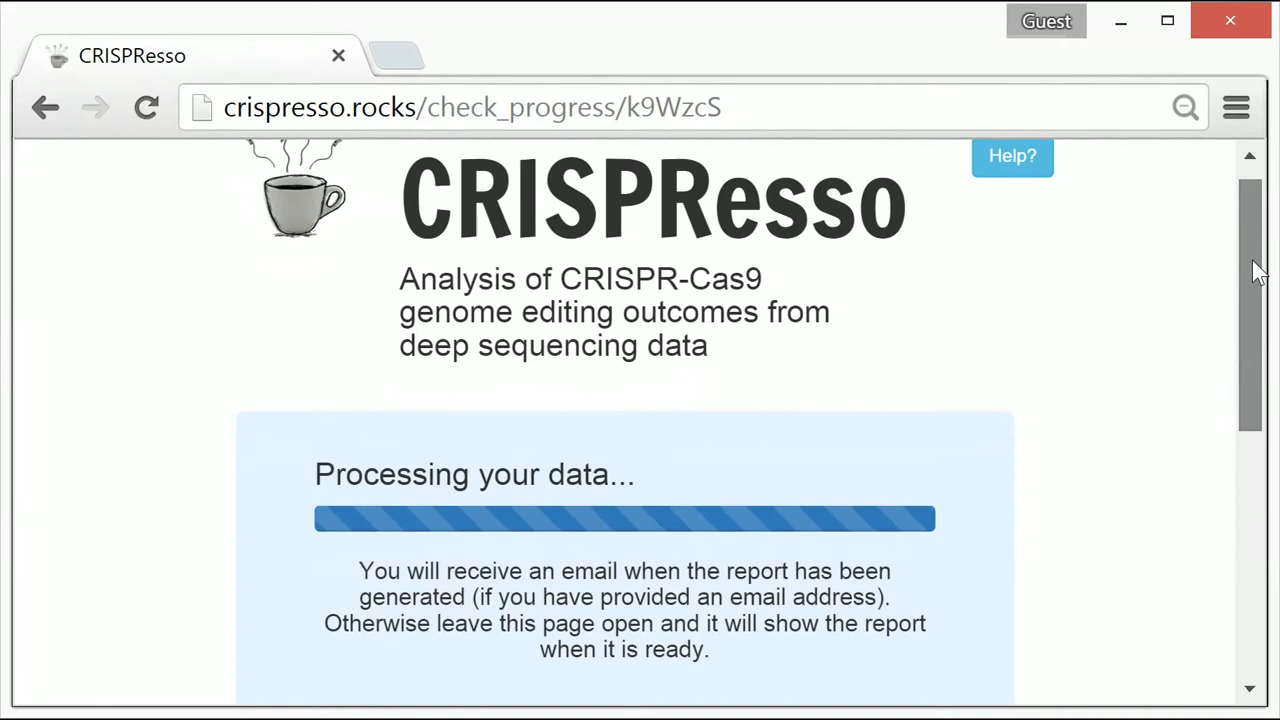 Guest
CRISPResso
crispresso.rocks/check_progress/k9WzcS
Help?
CRISPResso
Analysis of CRISPR-Cas9
genome editing outcomes from
deep sequencing data
Processing your data...
You will receive an email when the report has been
generated (if you have provided an email address).
Otherwise leave this page open and it will show the report
when it is ready.